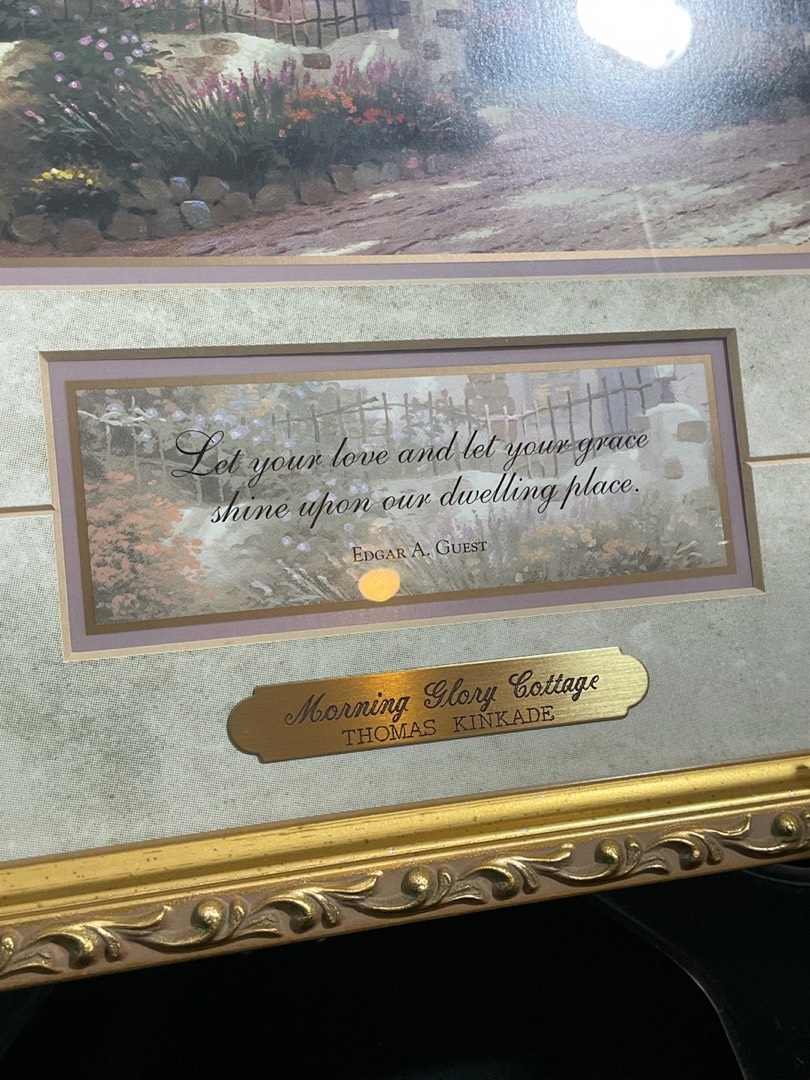 Let your love and let your grace
shine upon our dwelling place.
EDGAR A. GUEST
Morning Glory Cottage
THOMAS KINKADE